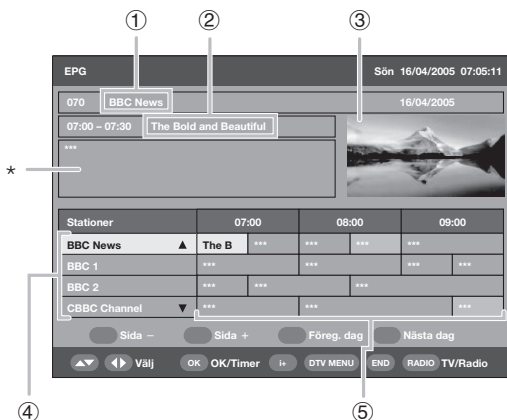 ① ② ③
EPG Sön 16/04/2005 07:05:11
070 BBC News 16/04/2005
07:00 – 07:30 The Bold and Beautiful
***
*
Stationer 07:00 08:00 09:00
BBC News ▲ The B *** *** *** ***
BBC 1 *** *** *** ***
BBC 2 *** *** ***
CBBC Channel ▼ *** *** ***
Sida – Sida + Föreg. dag Nästa dag
▲▼ ◀▶ Välj OK OK/Timer i+ DTV MENU END RADIO TV/Radio
④ ⑤